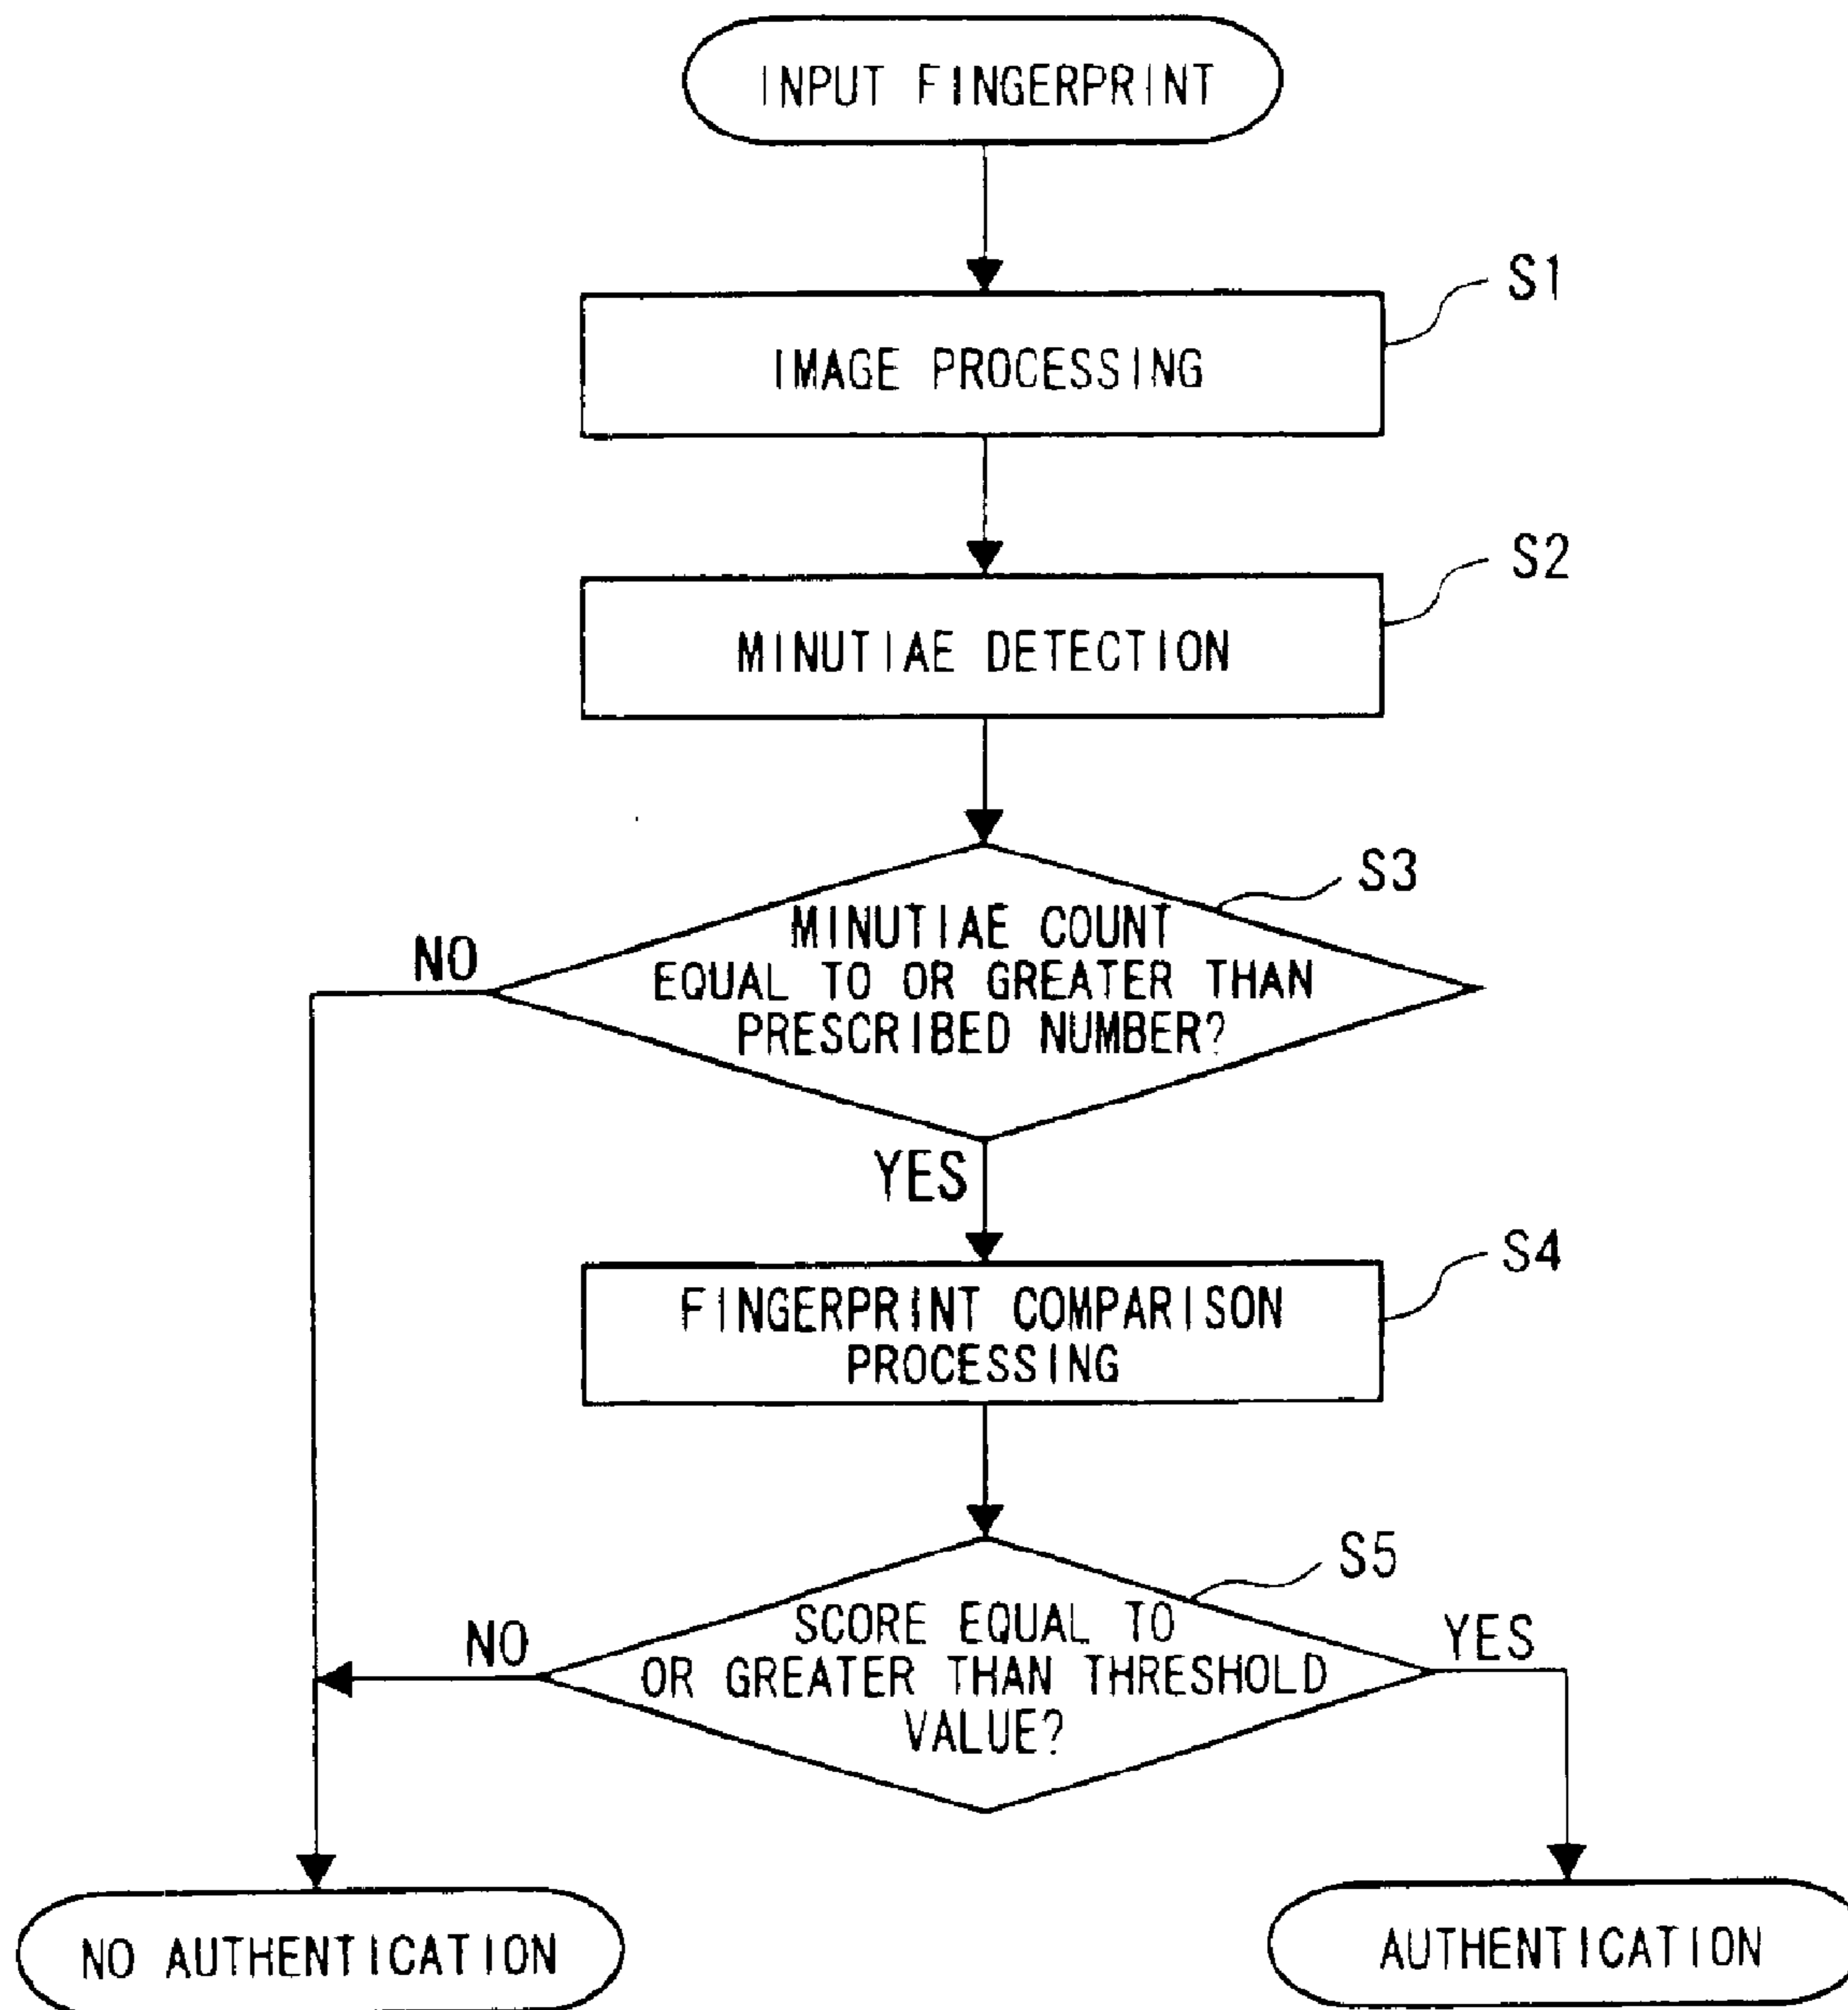 INPUT FINGERPRINT
S1
IMAGE PROCESSING
S2
MINUTIAE DETECTION
S3
MINUTIAE COUNT
EQUAL TO OR GREATER THAN
PRESCRIBED NUMBER?
NO
YES
S4
FINGERPRINT COMPARISON
PROCESSING
S5
SCORE EQUAL TO
OR GREATER THAN THRESHOLD
VALUE?
NO
YES
NO AUTHENTICATION
AUTHENTICATION